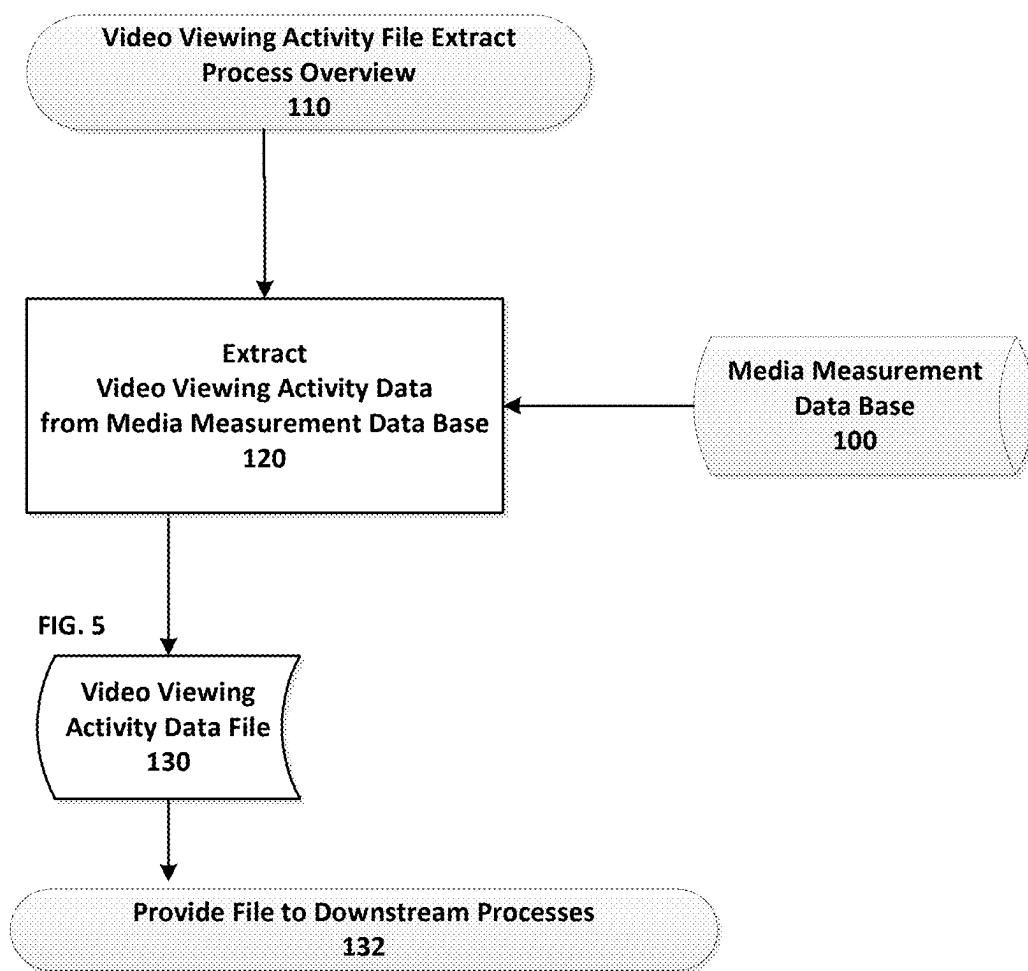 Video Viewing Activity File Extract
Process Overview
110
Extract
Video Viewing Activity Data
from Media Measurement Data Base
120
Media Measurement
Data Base
100
FIG. 5
Video Viewing
Activity Data File
130
Provide File to Downstream Processes
132